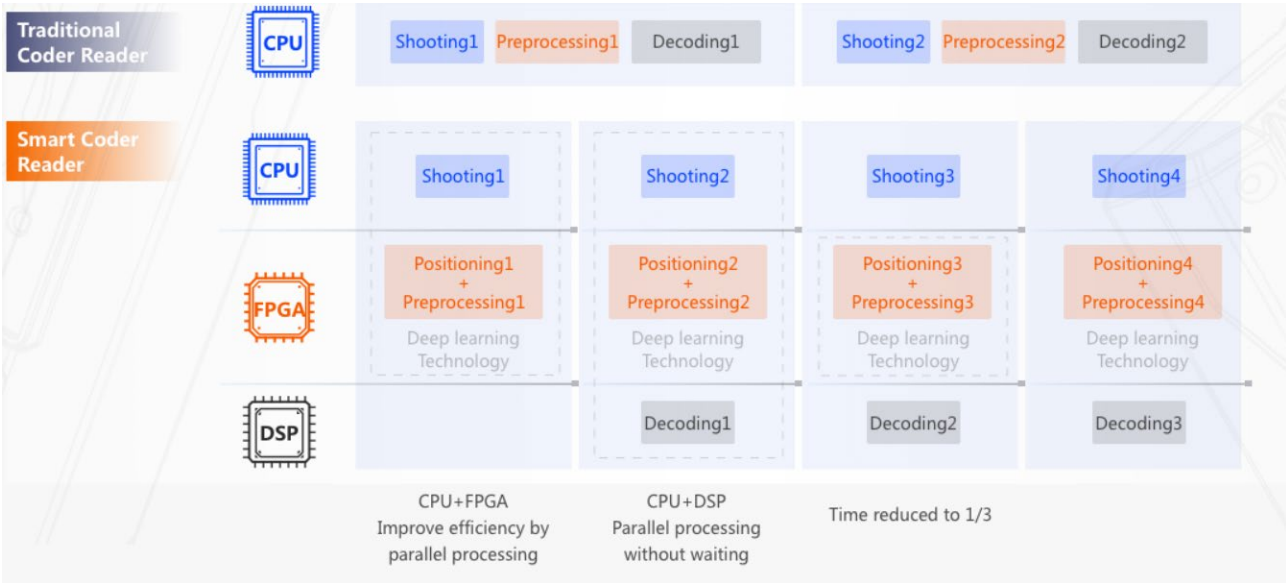 Traditional
Coder Reader
CPU
Shooting1
Preprocessing1
Decoding1
Shooting2
Preprocessing2
Decoding2
Smart Coder
Reader
CPU
Shooting1
Shooting2
Shooting3
Shooting4
FPGA
Positioning1
+
Preprocessing1
Deep learning
Technology
Positioning2
+
Preprocessing2
Deep learning
Technology
Positioning3
+
Preprocessing3
Deep learning
Technology
Positioning4
+
Preprocessing4
Deep learning
Technology
DSP
Decoding1
Decoding2
Decoding3
CPU+FPGA
Improve efficiency by
parallel processing
CPU+DSP
Parallel processing
without waiting
Time reduced to 1/3